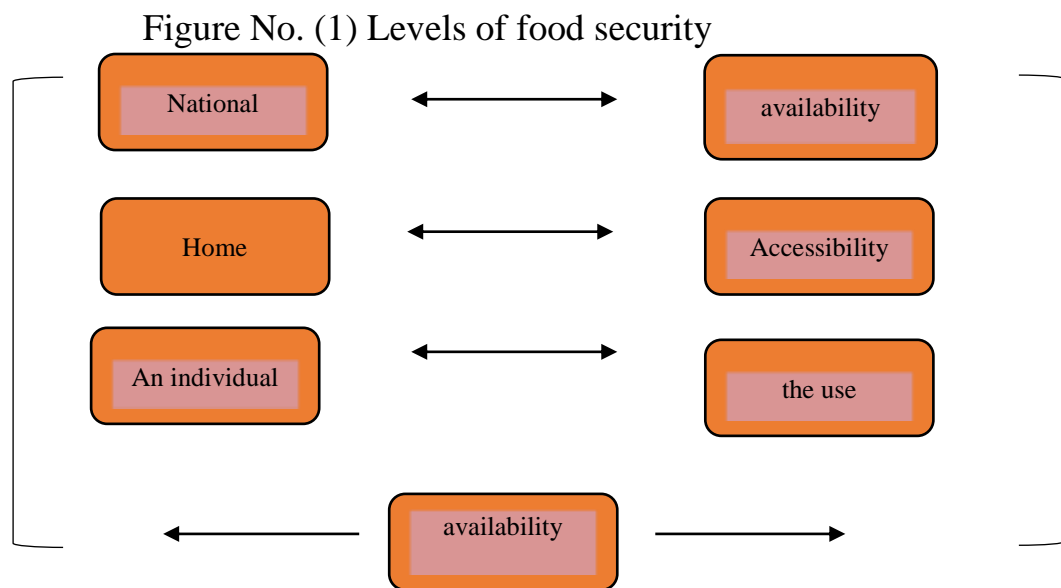 Figure No. (1) Levels of food security
National
availability
Home
Accessibility
An individual
the use
availability